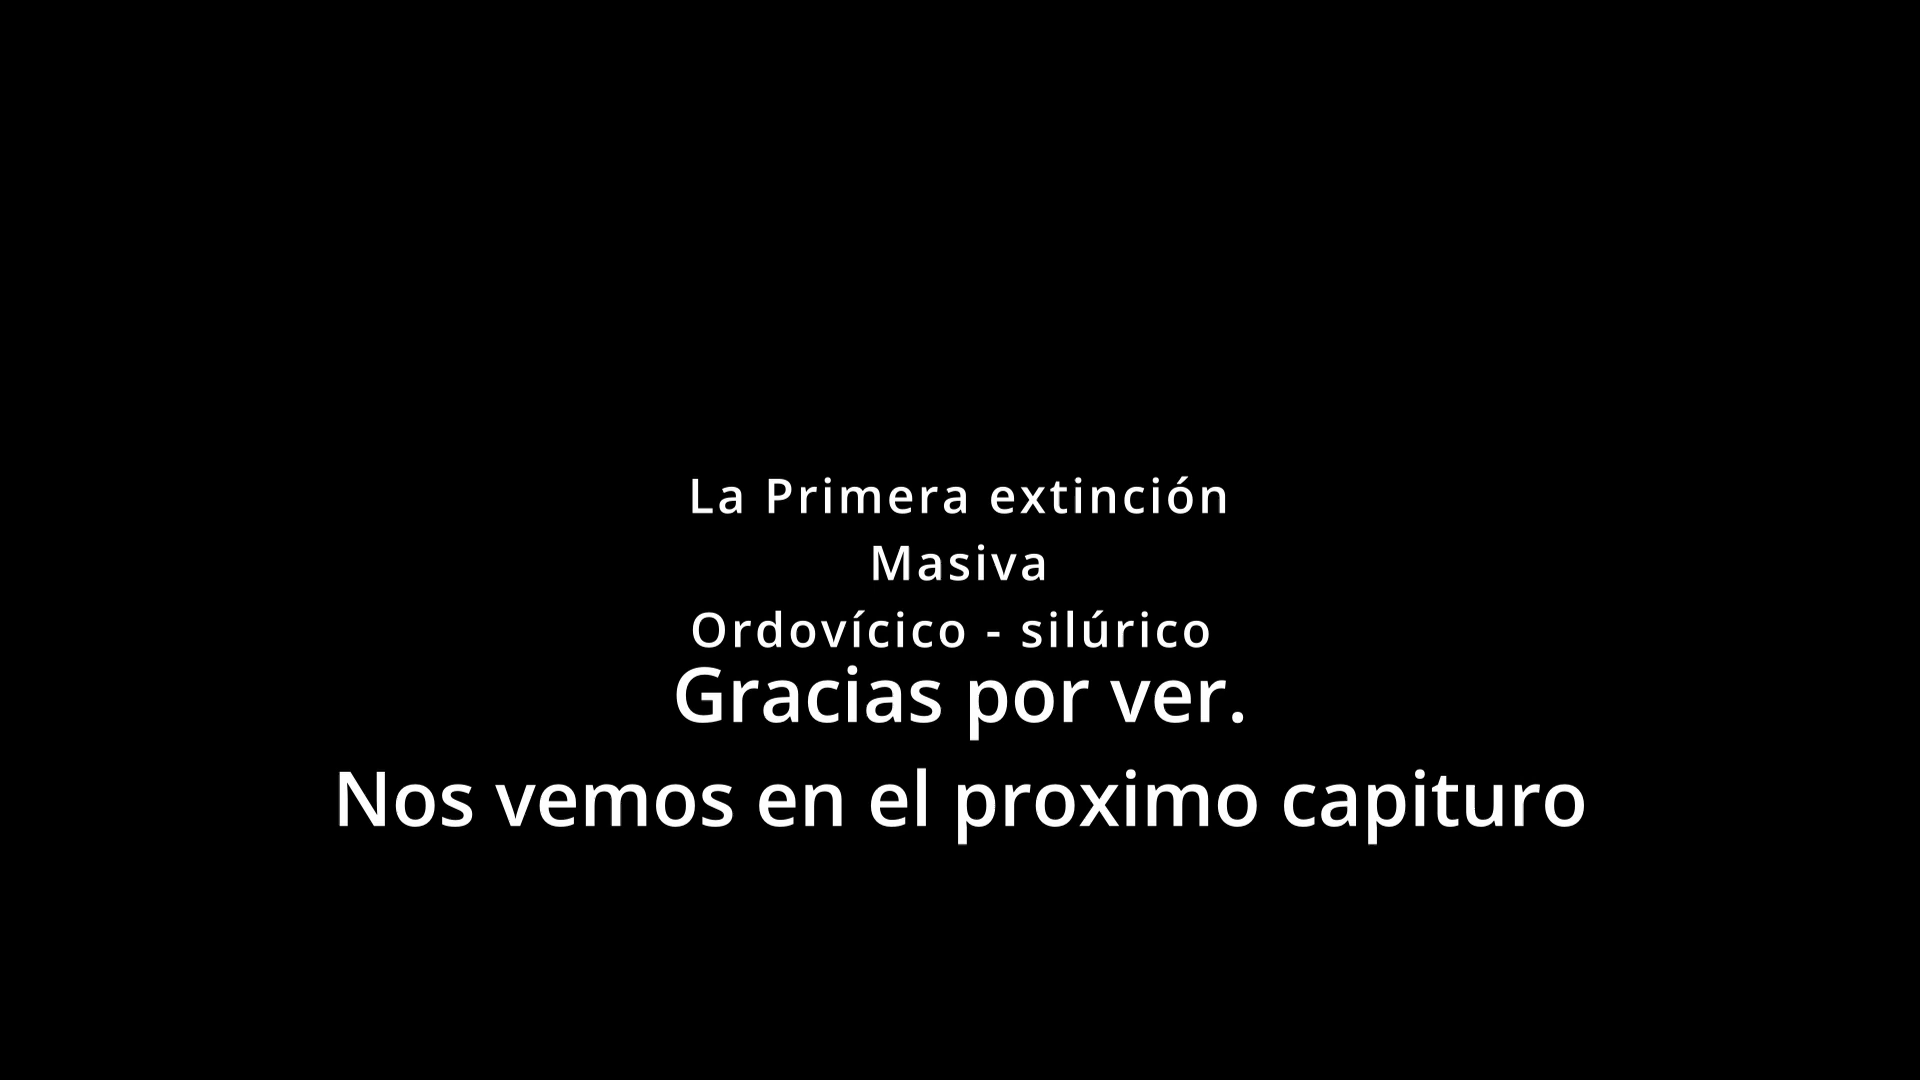 La Primera extinción
Masiva
Ordovícico - silúrico
Gracias por ver.
Nos vemos en el proximo capituro